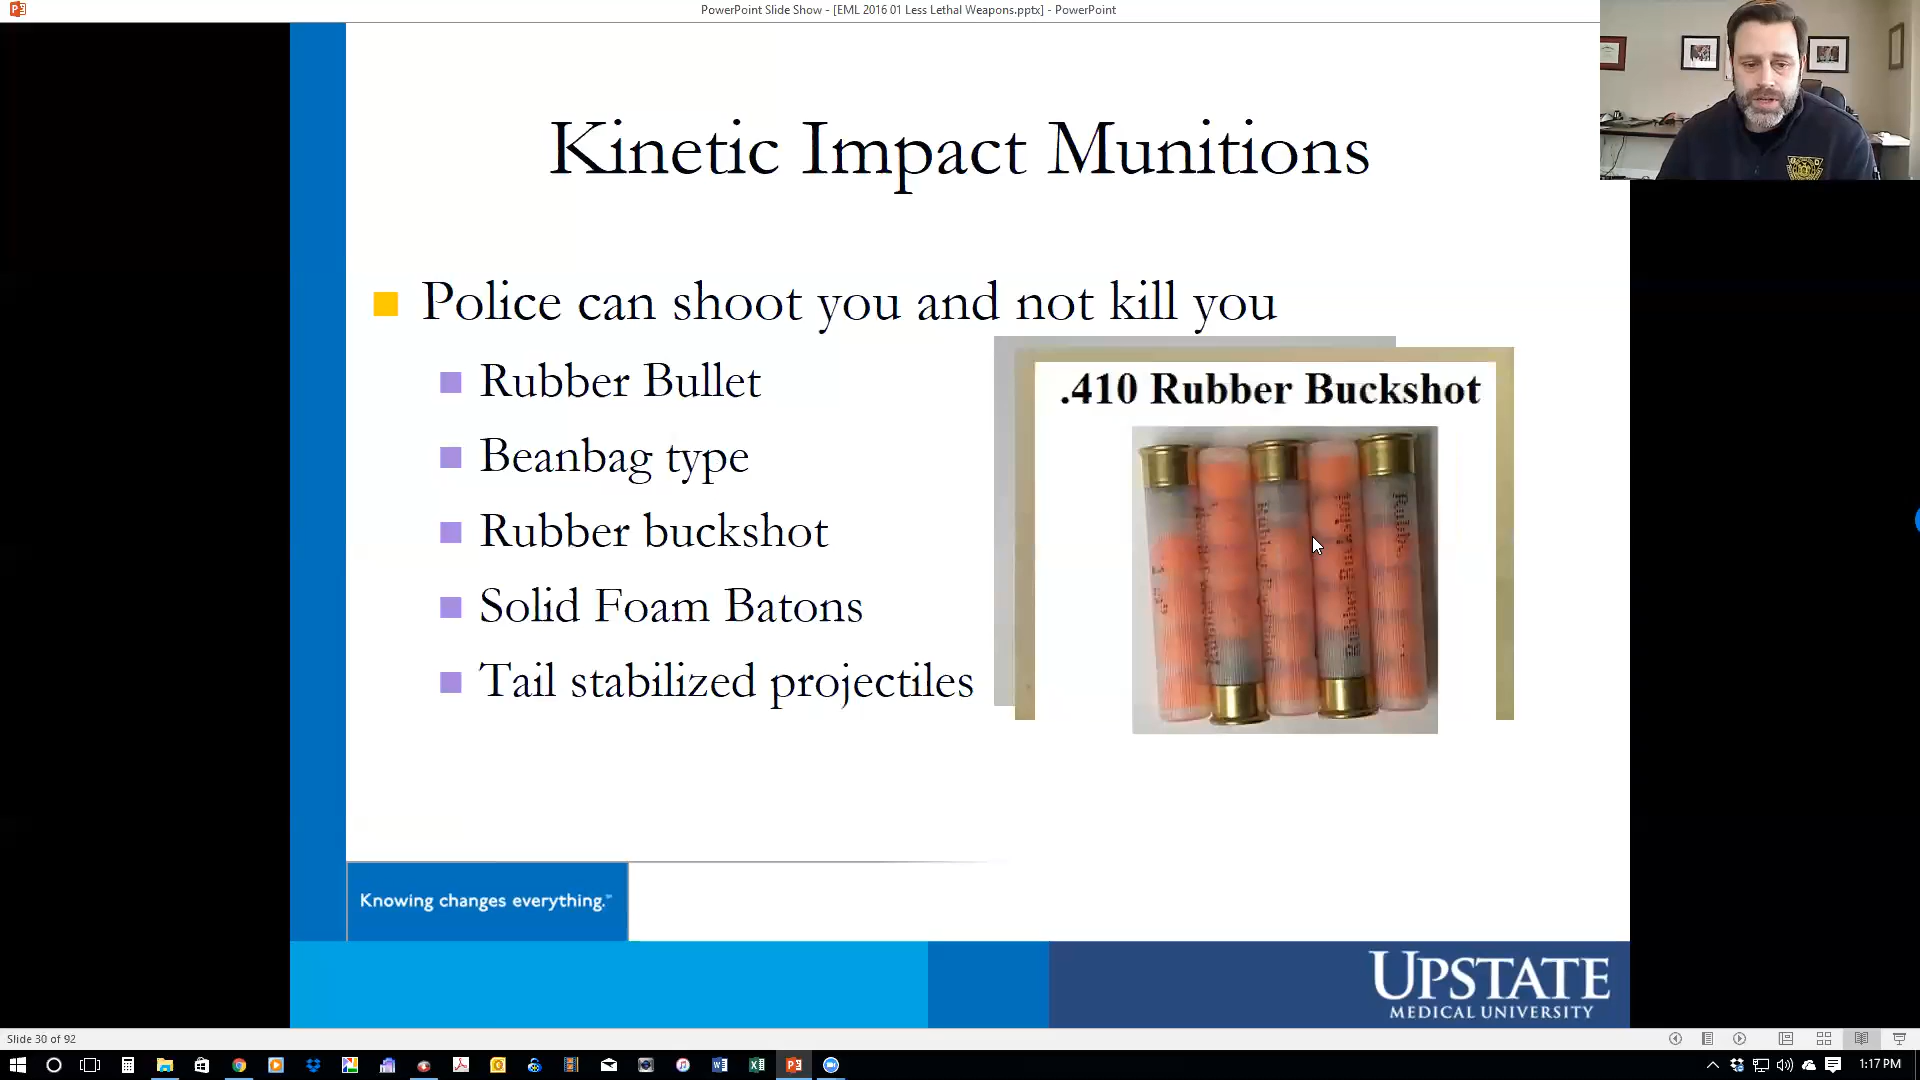 PowerPoint Slide Show - [EML 2016 01 Less Lethal Weapons.pptx] - PowerPoint
Kinetic Impact Munitions
Police can shoot you and not kill you
Rubber Bullet
Beanbag type
Rubber buckshot
Solid Foam Batons
Tail stabilized projectiles
.410 Rubber Buckshot
Knowing changes everything.™
UPSTATE
MEDICAL UNIVERSITY
Slide 30 of 92
1:17 PM